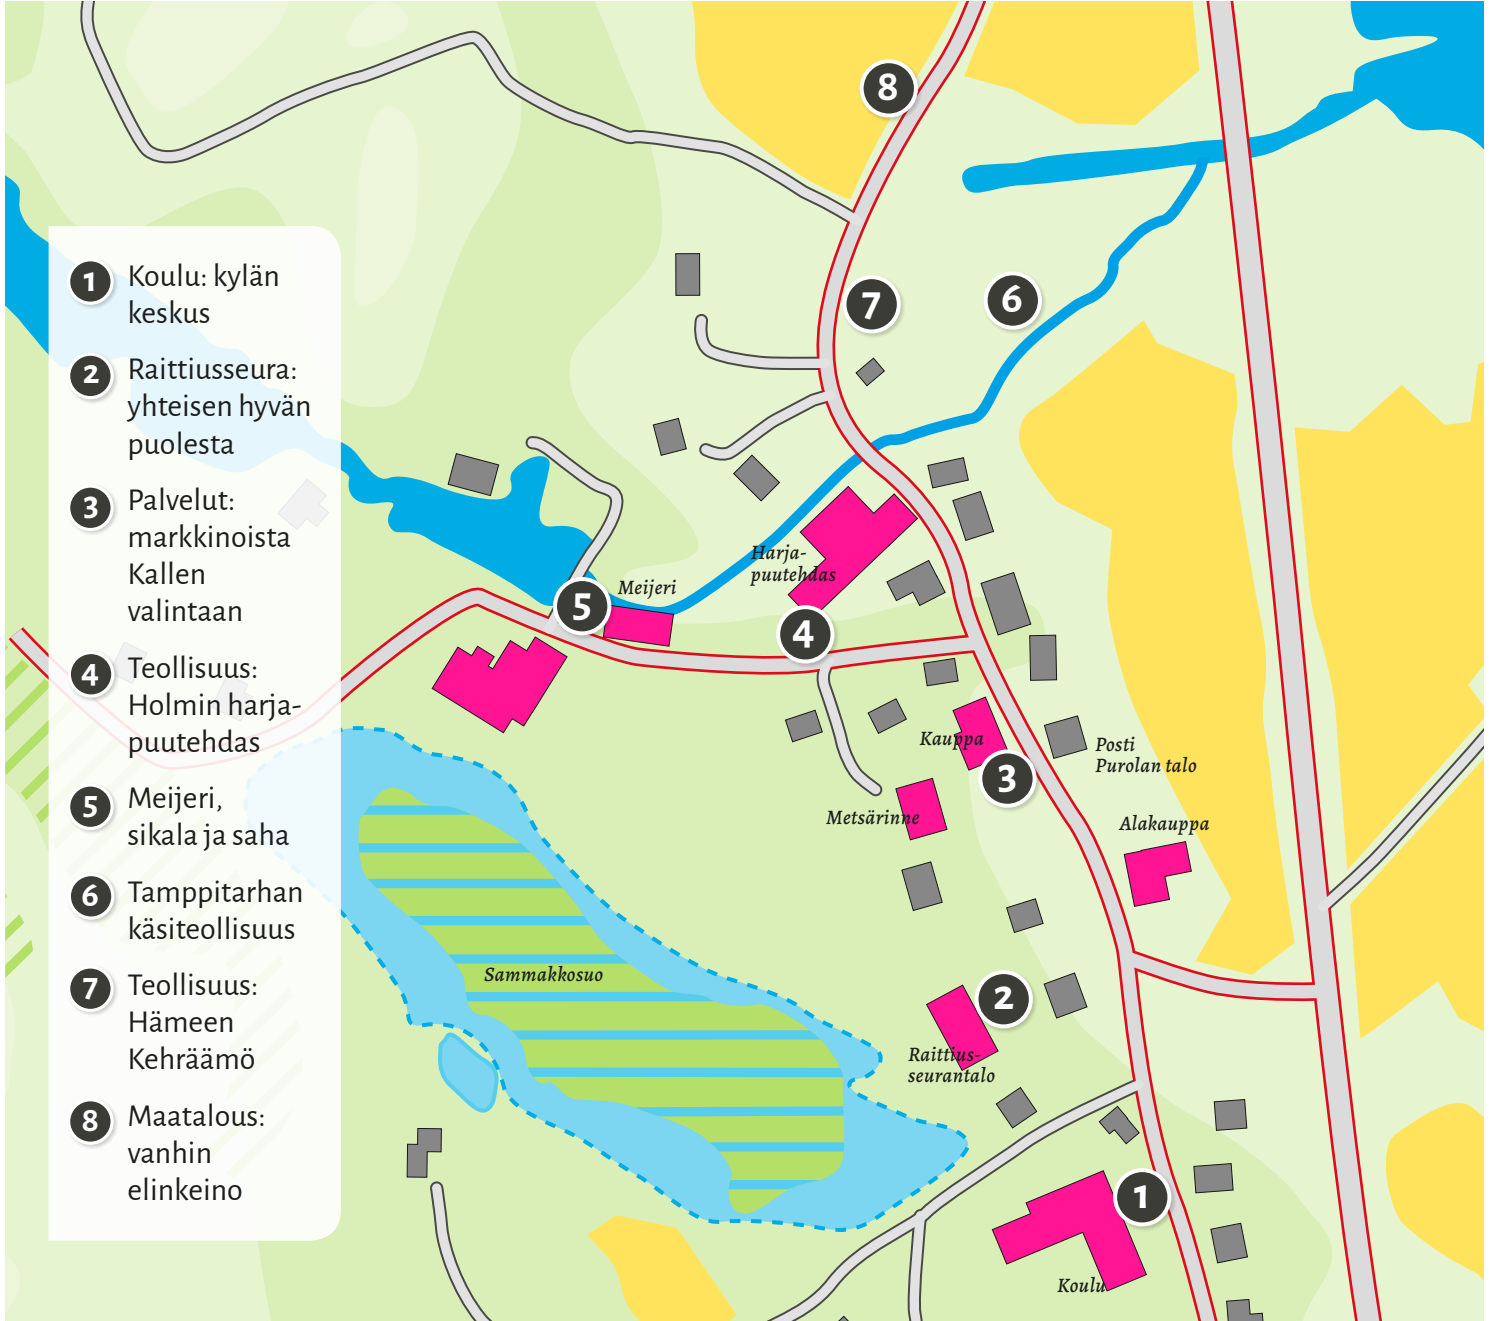 8
7
6
1 Koulu: kylän
keskus
2 Raittiusseura:
yhteisen hyvän
puolesta
3 Palvelut:
markkinoista
Kallen
valintaan
4 Teollisuus:
Holmin harja-
puutehdas
5 Meijeri,
sikala ja saha
6 Tamppitarhan
käsiteollisuus
7 Teollisuus:
Hämeen
Kehräämö
8 Maatalous:
vanhin
elinkeino
Harja-
puutehdas
Meijeri
5
4
Kauppa
3
Posti
Purolan talo
Metsärinne
Alakauppa
Sammakkosuo
2
Raittius-
seurantalo
1
Koulu